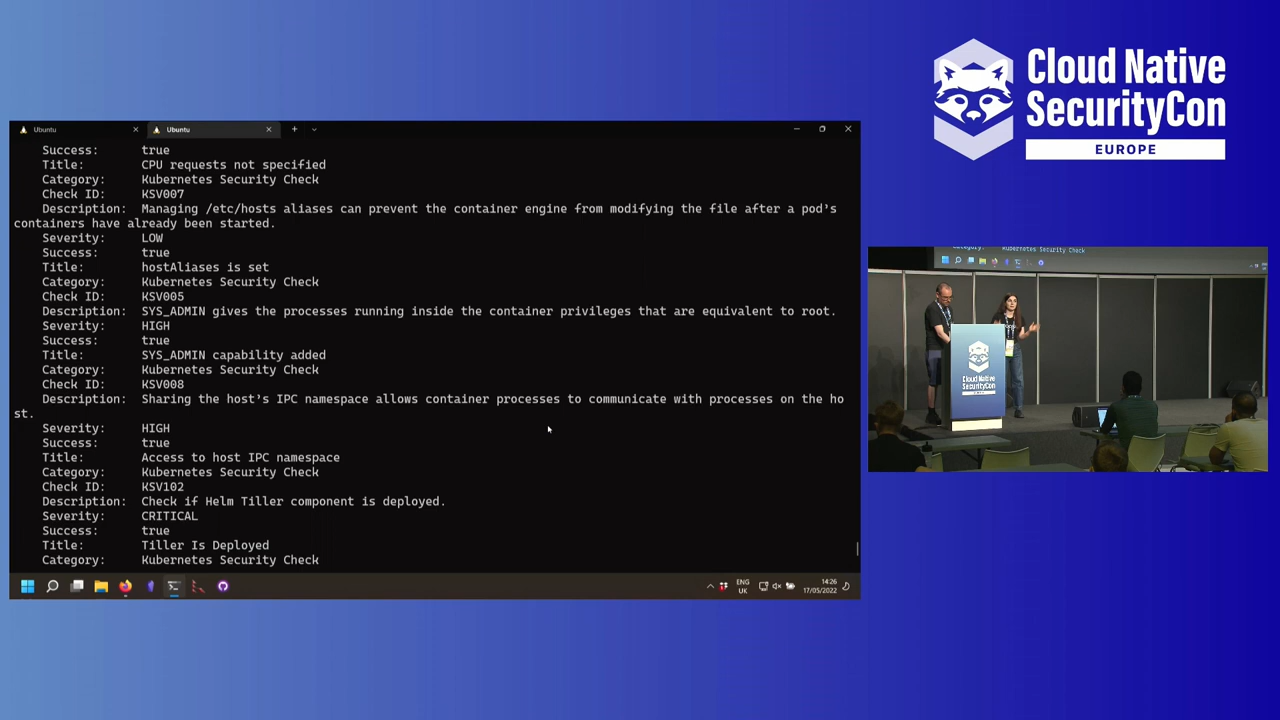 Cloud Native
SecurityCon
EUROPE
Ubuntu
Ubuntu
Success: true
Title: CPU requests not specified
Category: Kubernetes Security Check
Check ID: KSV007
Description: Managing /etc/hosts aliases can prevent the container engine from modifying the file after a pod's
containers have already been started.
Severity: LOW
Success: true
Title: hostAliases is set
Category: Kubernetes Security Check
Check ID: KSV005
Description: SYS_ADMIN gives the processes running inside the container privileges that are equivalent to root.
Severity: HIGH
Success: true
Title: SYS_ADMIN capability added
Category: Kubernetes Security Check
Check ID: KSV008
Description: Sharing the host's IPC namespace allows container processes to communicate with processes on the ho
st.
Severity: HIGH
Success: true
Title: Access to host IPC namespace
Category: Kubernetes Security Check
Check ID: KSV102
Description: Check if Helm Tiller component is deployed.
Severity: CRITICAL
Success: true
Title: Tiller Is Deployed
Category: Kubernetes Security Check
ENG
UK
14:26
17/05/2022
Kubernetes Security Check
Cloud Native
SecurityCon